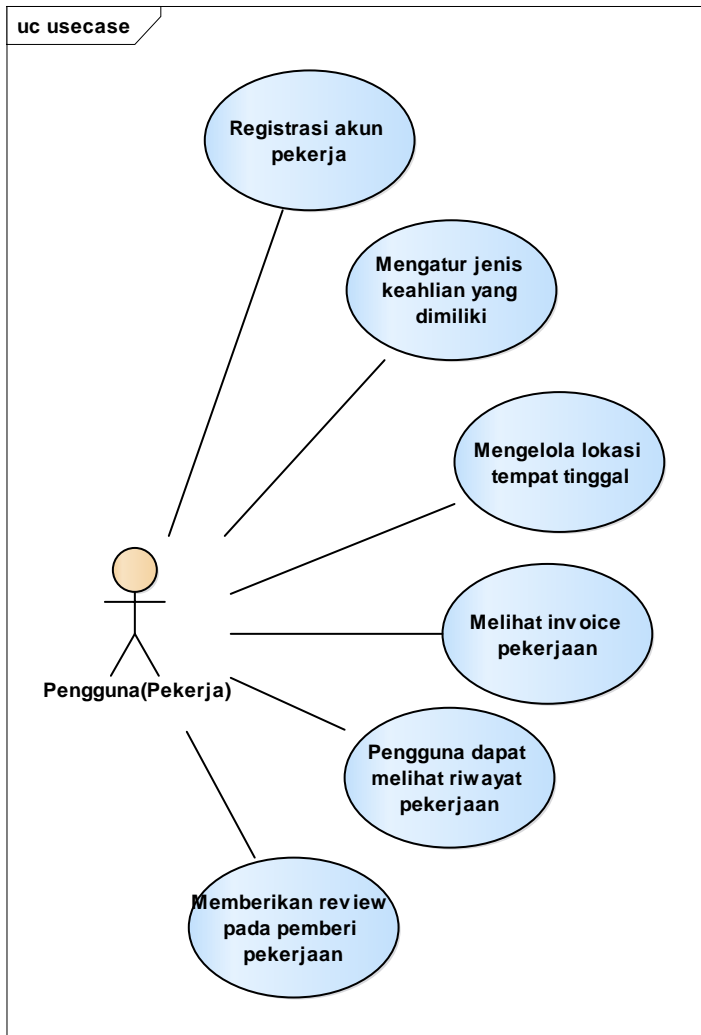 uc usecase
Registrasi akun
pekerja
Mengatur jenis
keahlian yang
dimiliki
Mengelola lokasi
tempat tinggal
Melihat invoice
pekerjaan
Pengguna(Pekerja)
Pengguna dapat
melihat riwayat
pekerjaan
Memberikan review
pada pemberi
pekerjaan